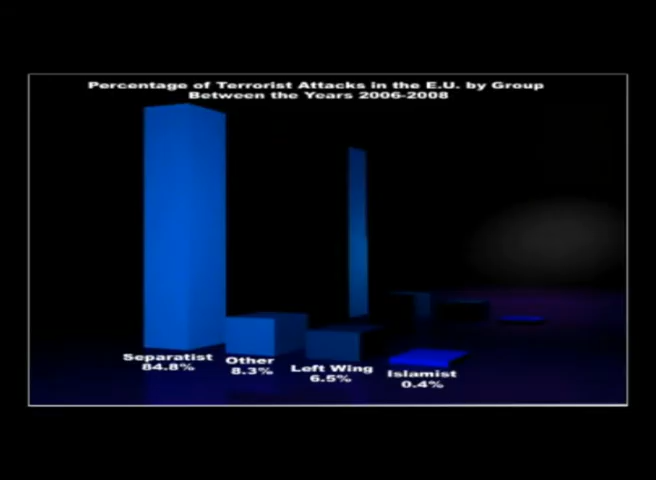 Percentage of Terrorist Attacks in the E.U. by Group
Between the Years 2006-2008
Separatist
84.8%
Other
8.3%
Left Wing
6.5%
Islamist
0.4%